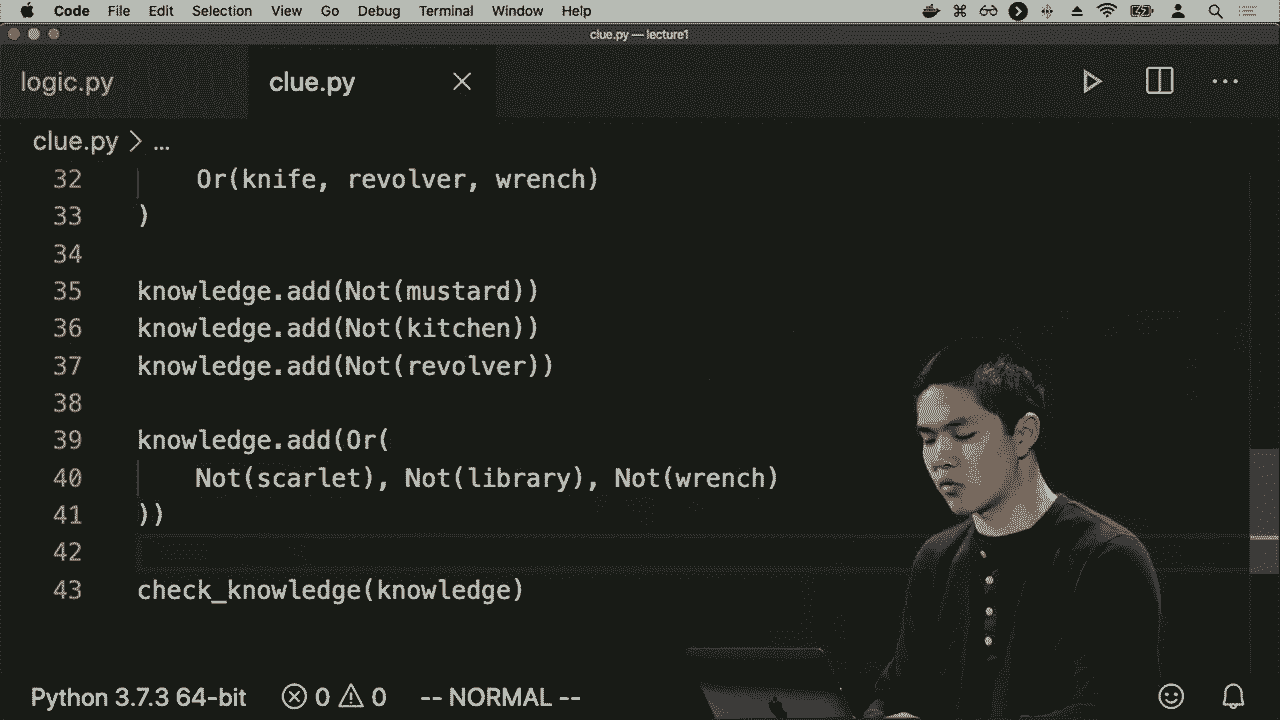 Code File Edit Selection View Go Debug Terminal Window Help
clue.py — lecture1
logic.py clue.py
clue.py > ...
32 Or(knife, revolver, wrench)
33 )
34
35 knowledge.add(Not(mustard))
36 knowledge.add(Not(kitchen))
37 knowledge.add(Not(revolver))
38
39 knowledge.add(Or(
40 Not(scarlet), Not(library), Not(wrench)
41 ))
42
43 check_knowledge(knowledge)
Python 3.7.3 64-bit 0 0 -- NORMAL --